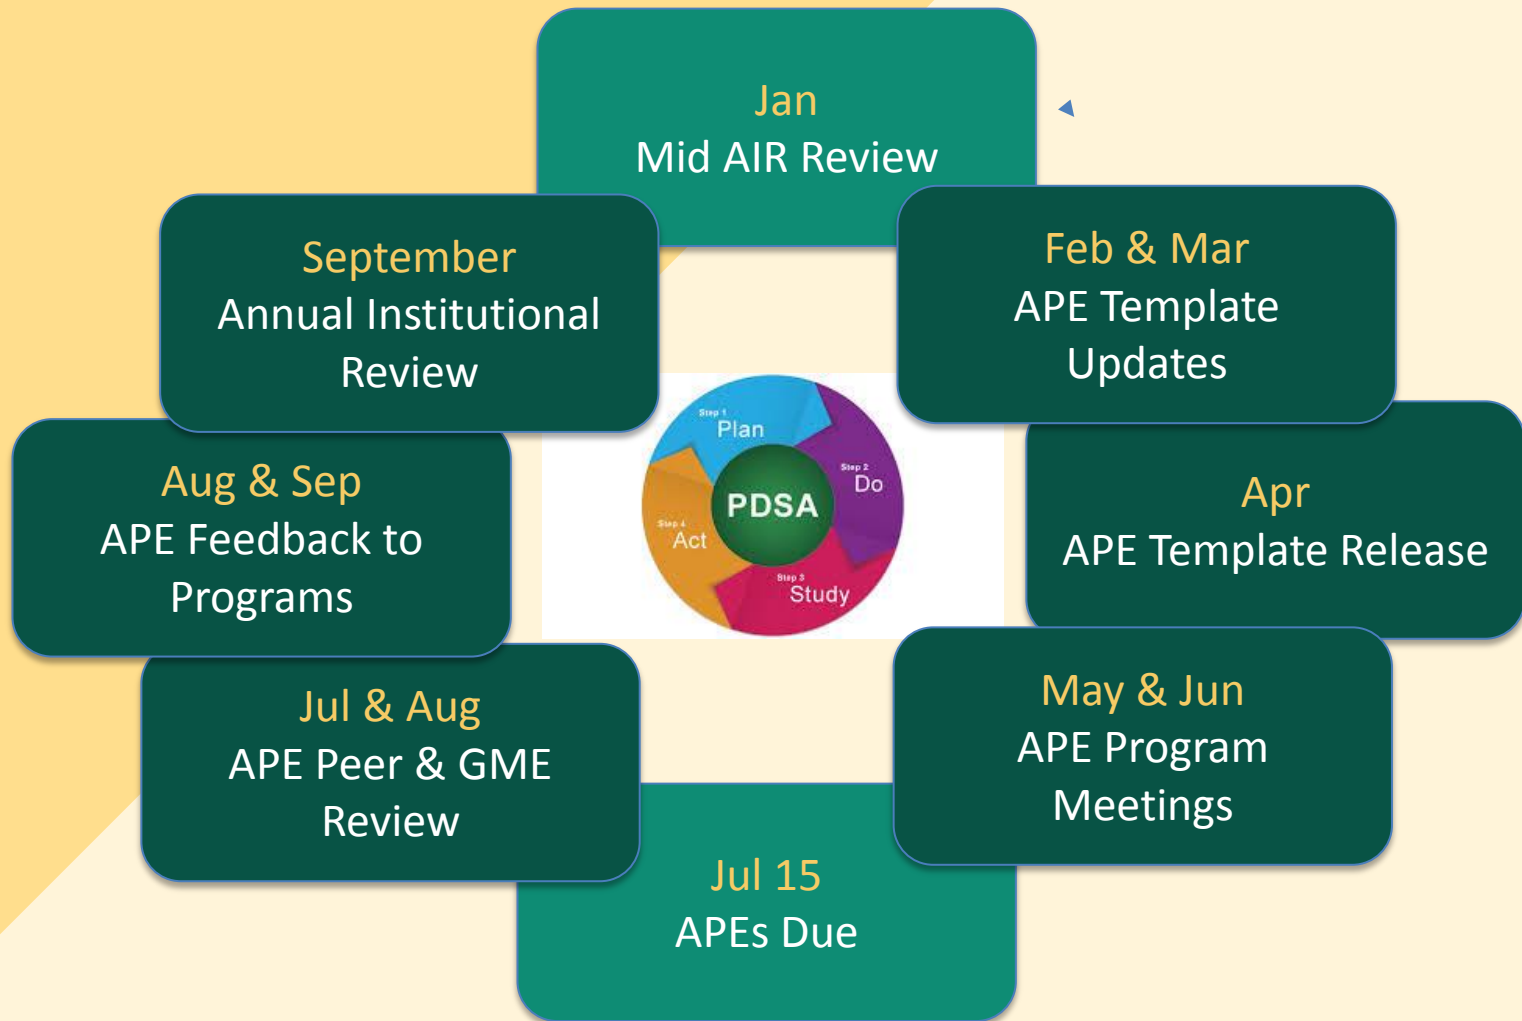 Jan
Mid AIR Review
Feb & Mar
APE Template
Updates
Apr
APE Template Release
May & Jun
APE Program
Meetings
Jul 15
APEs Due
Jul & Aug
APE Peer & GME
Review
Aug & Sep
APE Feedback to
Programs
September
Annual Institutional
Review
Step 1
Plan
Step 2
Do
Step 3
Study
Step 4
Act
PDSA